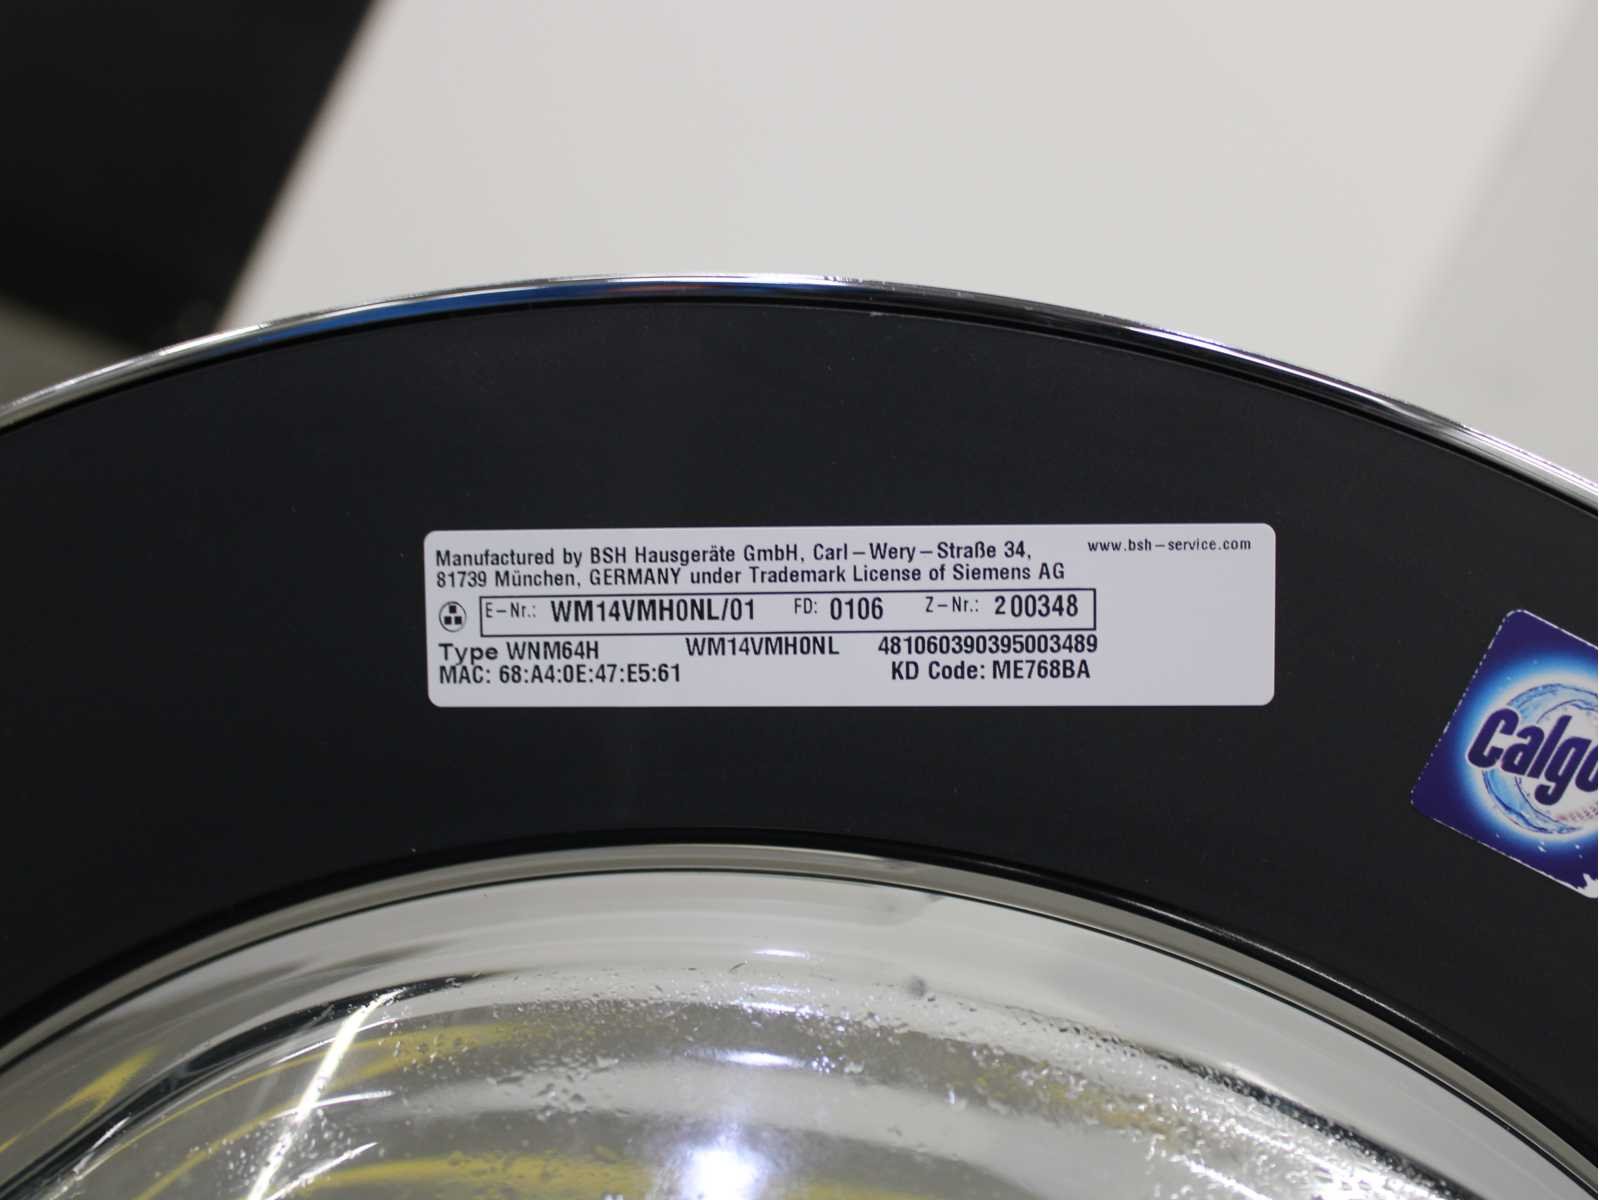 Manufactured by BSH Hausgeräte GmbH, Carl-Wery-Straße 34,
www.bsh-service.com
81739 München, GERMANY under Trademark License of Siemens AG
E-Nr.: WM14VMH0NL/01 FD: 0106 Z-Nr.: 200348
Type WNM64H WM14VMH0NL 481060390395003489
MAC: 68:A4:0E:47:E5:61 KD Code: ME768BA
Calgo